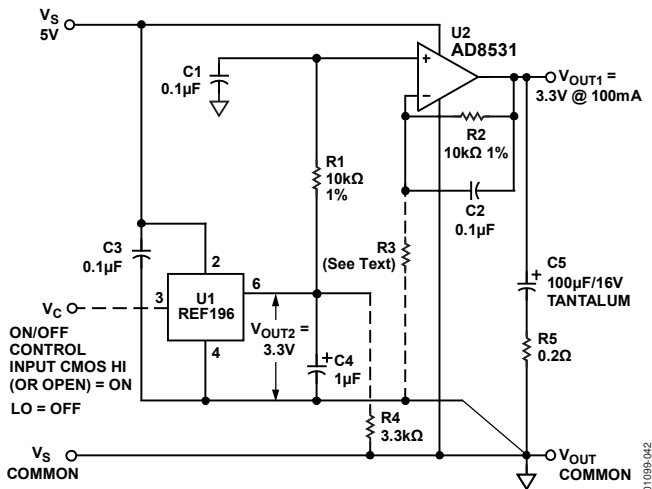 VS
5V
U2
AD8531
C1
0.1µF
+
–
VOUT1 =
3.3V @ 100mA
R2
10kΩ 1%
R1
10kΩ
1%
C2
0.1µF
C3
0.1µF
R3
(See Text)
C5
+
100µF/16V
TANTALUM
2
6
3
U1
REF196
4
VC
ON/OFF
CONTROL
INPUT CMOS HI
(OR OPEN) = ON
LO = OFF
VOUT2 =
3.3V
+
C4
1µF
R5
0.2Ω
R4
3.3kΩ
VS
COMMON
VOUT
COMMON
01099-042